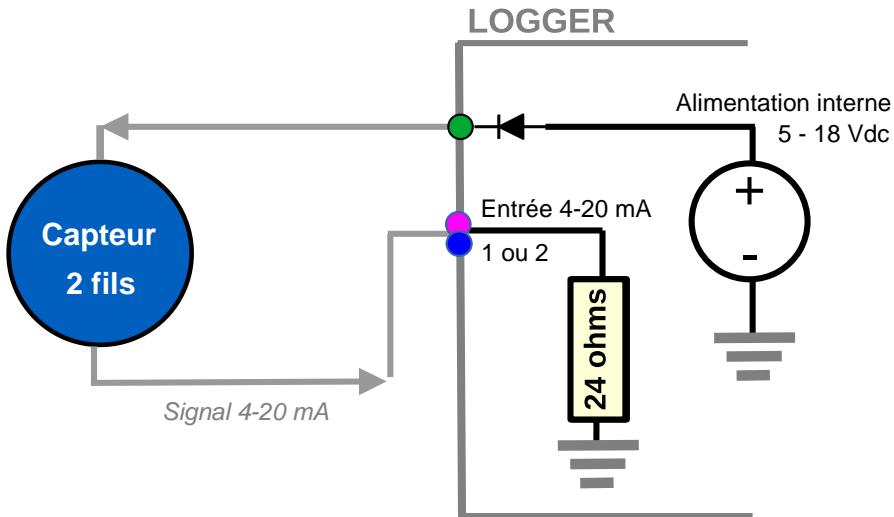 LOGGER
Alimentation interne
5 - 18 Vdc
+
-
Entrée 4-20 mA
1 ou 2
Capteur
2 fils
24 ohms
Signal 4-20 mA